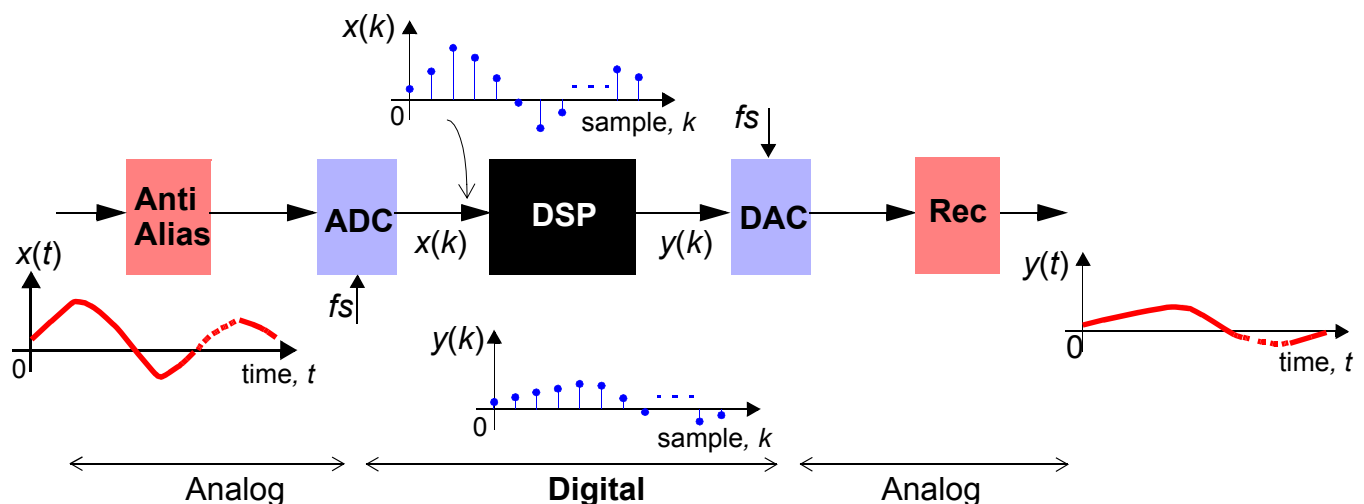 x(k)
0
sample, k
fs
Anti
Alias
ADC
x(k)
DSP
y(k)
DAC
Rec
x(t)
0
time, t
fs
y(t)
0
time, t
y(k)
0
sample, k
Analog
Digital
Analog